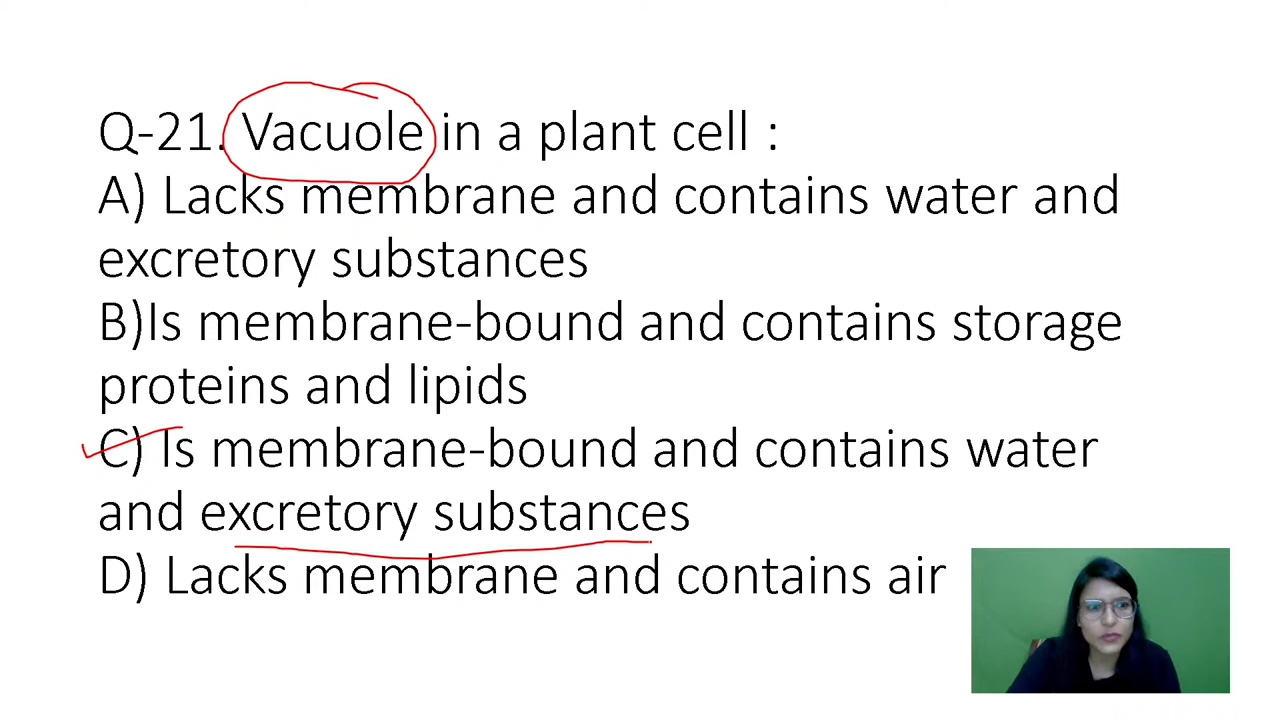 Q-21. Vacuole in a plant cell :
A) Lacks membrane and contains water and
excretory substances
B)Is membrane-bound and contains storage
proteins and lipids
C) Is membrane-bound and contains water
and excretory substances
D) Lacks membrane and contains air